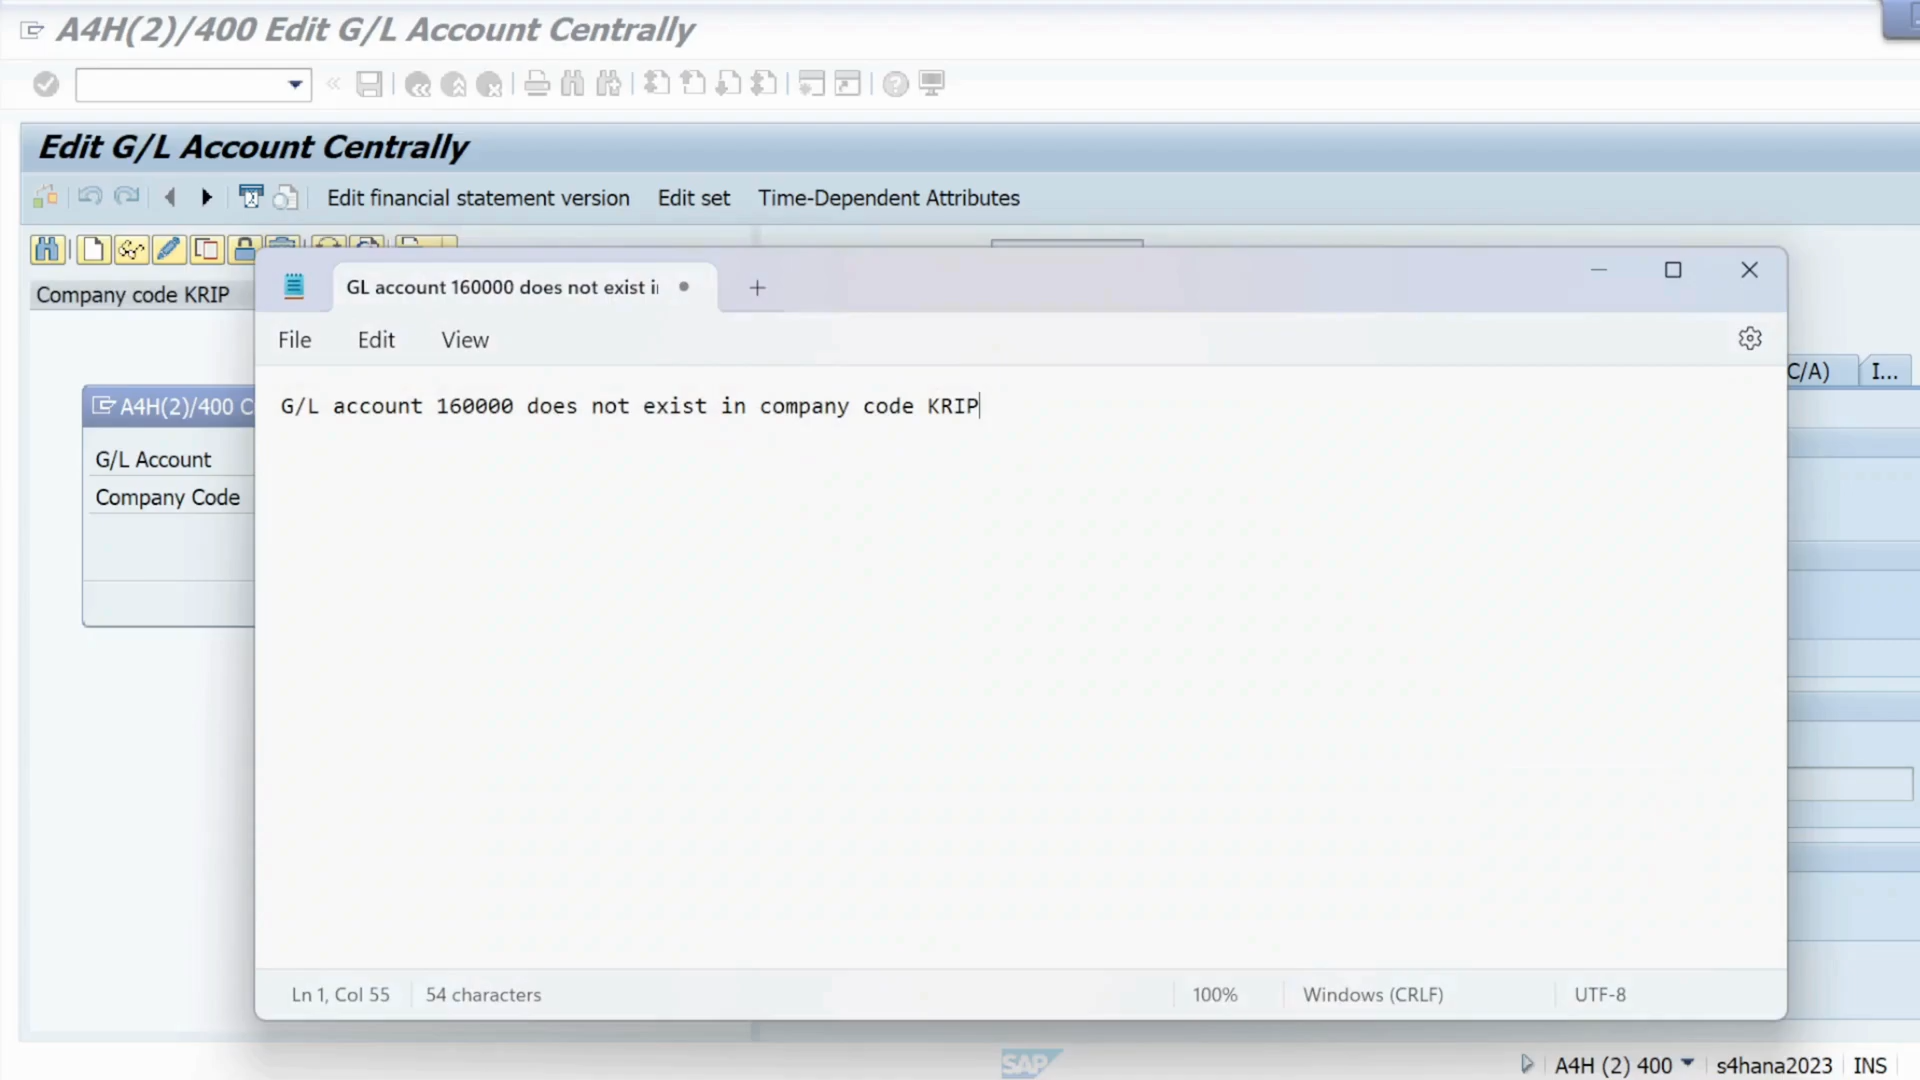 A4H(2)/400 Edit G/L Account Centrally
Edit G/L Account Centrally
Edit financial statement version Edit set Time-Dependent Attributes
Company code KRIP
GL account 160000 does not exist
File Edit View
C/A) I...
A4H(2)/400 C
G/L account 160000 does not exist in company code KRIP
G/L Account
Company Code
Ln 1, Col 55 54 characters 100% Windows (CRLF) UTF-8
SAP
A4H (2) 400 s4hana2023 INS